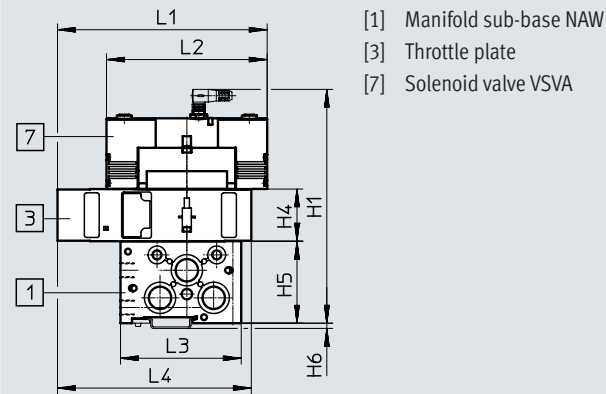 L1
L2
[1] Manifold sub-base NAW
[3] Throttle plate
[7] Solenoid valve VSVA
7
3
1
H1
H4
H5
H6
L3
L4